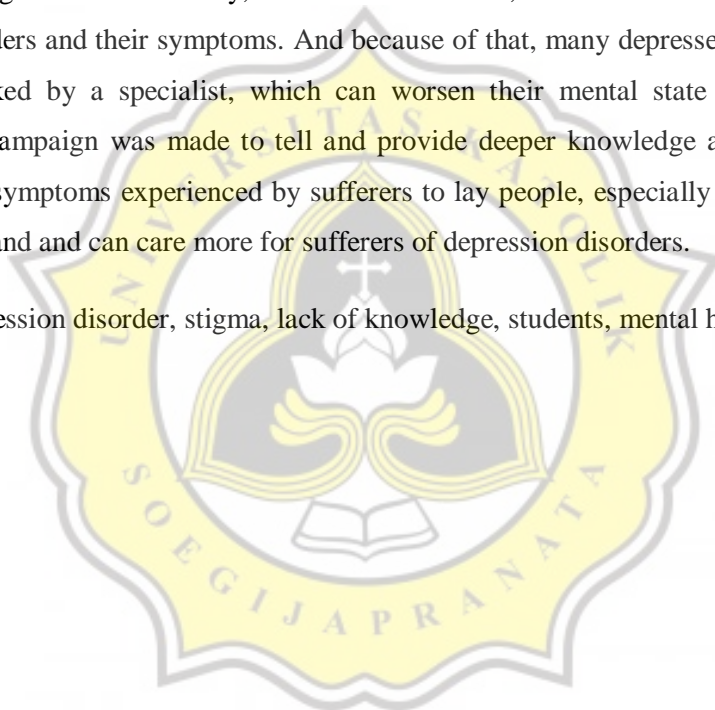 ders and their symptoms. And because of that, many depresse
ked by a specialist, which can worsen their mental state
ampaign was made to tell and provide deeper knowledge a
symptoms experienced by sufferers to lay people, especially
and and can care more for sufferers of depression disorders.
ession disorder, stigma, lack of knowledge, students, mental h
UNIVERSITAS KATOLIK
SOEGIJAPRANATA